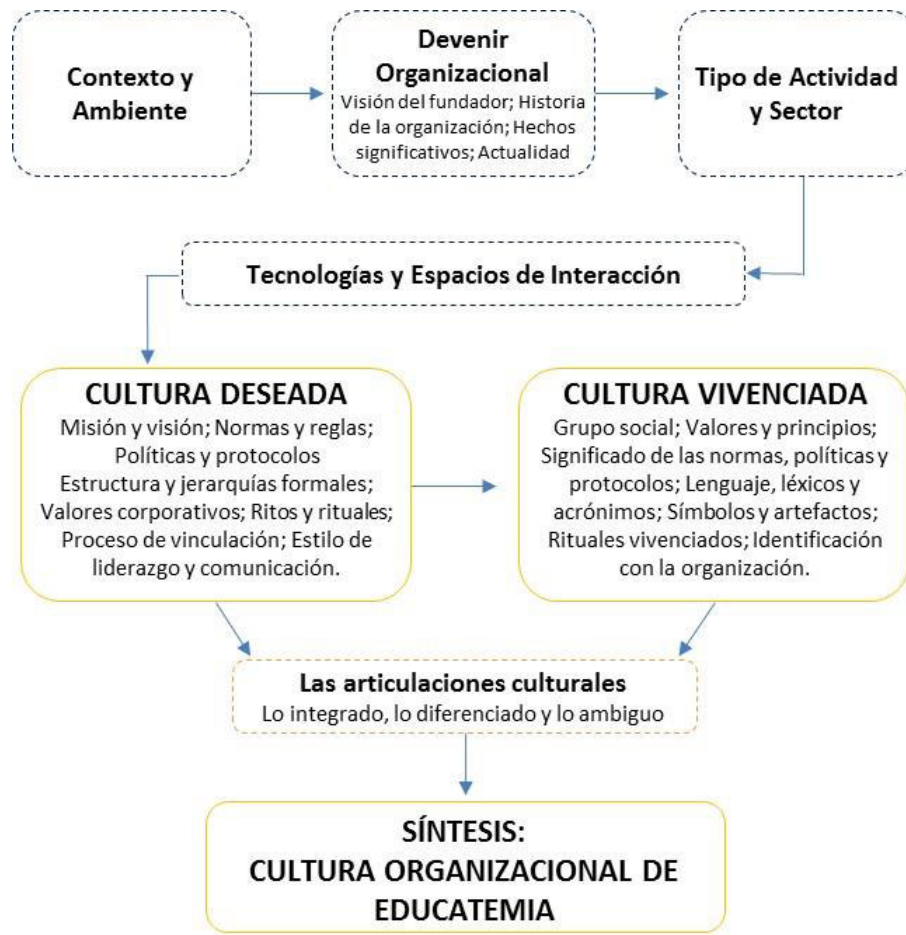 Contexto y
Ambiente
Devenir
Organizacional
Visión del fundador; Historia
de la organización; Hechos
significativos; Actualidad
Tipo de Actividad
y Sector
Tecnologías y Espacios de Interacción
CULTURA DESEADA
Misión y visión; Normas y reglas;
Políticas y protocolos
Estructura y jerarquías formales;
Valores corporativos; Ritos y rituales;
Proceso de vinculación; Estilo de
liderazgo y comunicación.
CULTURA VIVENCIADA
Grupo social; Valores y principios;
Significado de las normas, políticas y
protocolos; Lenguaje, léxicos y
acrónimos; Símbolos y artefactos;
Rituales vivenciados; Identificación
con la organización.
Las articulaciones culturales
Lo integrado, lo diferenciado y lo ambiguo
SÍNTESIS:
CULTURA ORGANIZACIONAL DE
EDUCATEMIA